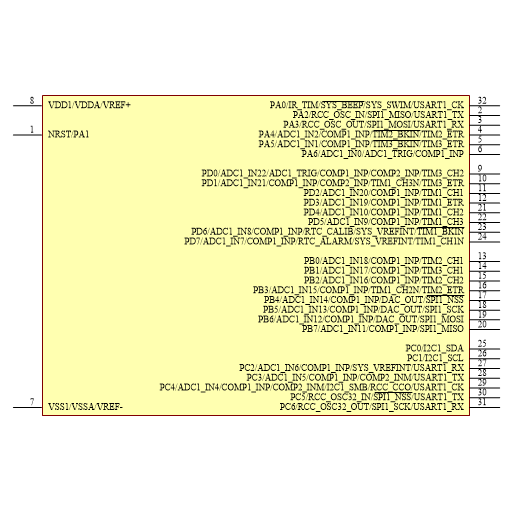 8 VDD1/VDDA/VREF+
1 NRST/PA1
7 VSS1/VSSA/VREF-
PA0/IR_TIM/SYS_BEEP/SYS_SWIM/USART1_CK 32
PA2/RCC_OSC_IN/SPI1_MISO/USART1_TX 2
PA3/RCC_OSC_OUT/SPI1_MOSI/USART1_RX 3
PA4/ADC1_IN2/COMP1_INP/TIM2_BKIN/TIM2_ETR 4
PA5/ADC1_IN1/COMP1_INP/TIM3_BKIN/TIM3_ETR 5
PA6/ADC1_IN0/ADC1_TRIG/COMP1_INP 6
PD0/ADC1_IN22/ADC1_TRIG/COMP1_INP/COMP2_INP/TIM3_CH2 9
PD1/ADC1_IN21/COMP1_INP/COMP2_INP/TIM1_CH3N/TIM3_ETR 10
PD2/ADC1_IN20/COMP1_INP/TIM1_CH1 11
PD3/ADC1_IN19/COMP1_INP/TIM1_ETR 12
PD4/ADC1_IN10/COMP1_INP/TIM1_CH2 21
PD5/ADC1_IN9/COMP1_INP/TIM1_CH3 22
PD6/ADC1_IN8/COMP1_INP/RTC_CALIB/SYS_VREFINT/TIM1_BKIN 23
PD7/ADC1_IN7/COMP1_INP/RTC_ALARM/SYS_VREFINT/TIM1_CH1N 24
PB0/ADC1_IN18/COMP1_INP/TIM2_CH1 13
PB1/ADC1_IN17/COMP1_INP/TIM3_CH1 14
PB2/ADC1_IN16/COMP1_INP/TIM2_CH2 15
PB3/ADC1_IN15/COMP1_INP/TIM1_CH2N/TIM2_ETR 16
PB4/ADC1_IN14/COMP1_INP/DAC_OUT/SPI1_NSS 17
PB5/ADC1_IN13/COMP1_INP/DAC_OUT/SPI1_SCK 18
PB6/ADC1_IN12/COMP1_INP/DAC_OUT/SPI1_MOSI 19
PB7/ADC1_IN11/COMP1_INP/SPI1_MISO 20
PC0/I2C1_SDA 25
PC1/I2C1_SCL 26
PC2/ADC1_IN6/COMP1_INP/SYS_VREFINT/USART1_RX 27
PC3/ADC1_IN5/COMP1_INP/COMP2_INM/USART1_TX 28
PC4/ADC1_IN4/COMP1_INP/COMP2_INM/I2C1_SMB/RCC_CCO/USART1_CK 29
PC5/RCC_OSC32_IN/SPI1_NSS/USART1_TX 30
PC6/RCC_OSC32_OUT/SPI1_SCK/USART1_RX 31